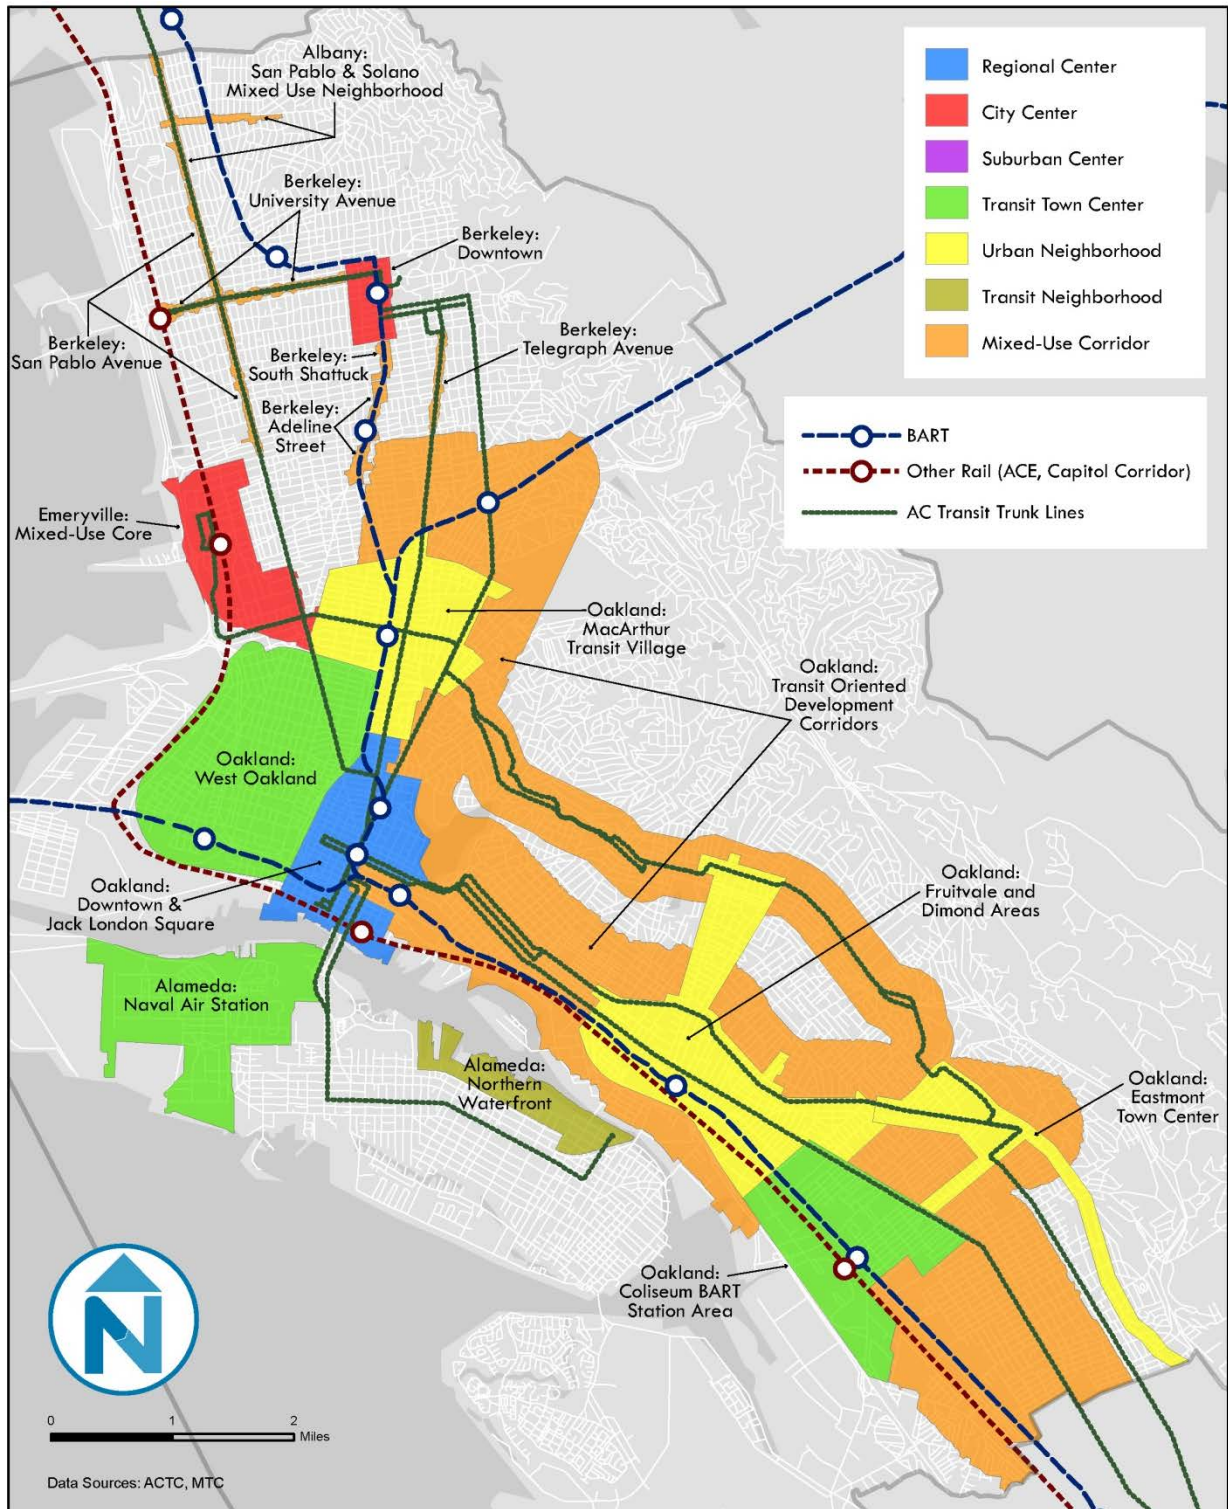 Albany:
San Pablo & Solano
Mixed Use Neighborhood
Berkeley:
University Avenue
Berkeley:
Downtown
Berkeley:
San Pablo Avenue
Berkeley:
South Shattuck
Berkeley:
Telegraph Avenue
Berkeley:
Adeline
Street
Emeryville:
Mixed-Use Core
Oakland:
MacArthur
Transit Village
Oakland:
Transit Oriented
Development
Corridors
Oakland:
West Oakland
Oakland:
Downtown &
Jack London Square
Oakland:
Fruitvale and
Dimond Areas
Alameda:
Naval Air Station
Alameda:
Northern
Waterfront
Oakland:
Eastmont
Town Center
Oakland:
Coliseum BART
Station Area
Regional Center
City Center
Suburban Center
Transit Town Center
Urban Neighborhood
Transit Neighborhood
Mixed-Use Corridor
BART
Other Rail (ACE, Capitol Corridor)
AC Transit Trunk Lines
N
0 1 2
Miles
Data Sources: ACTC, MTC